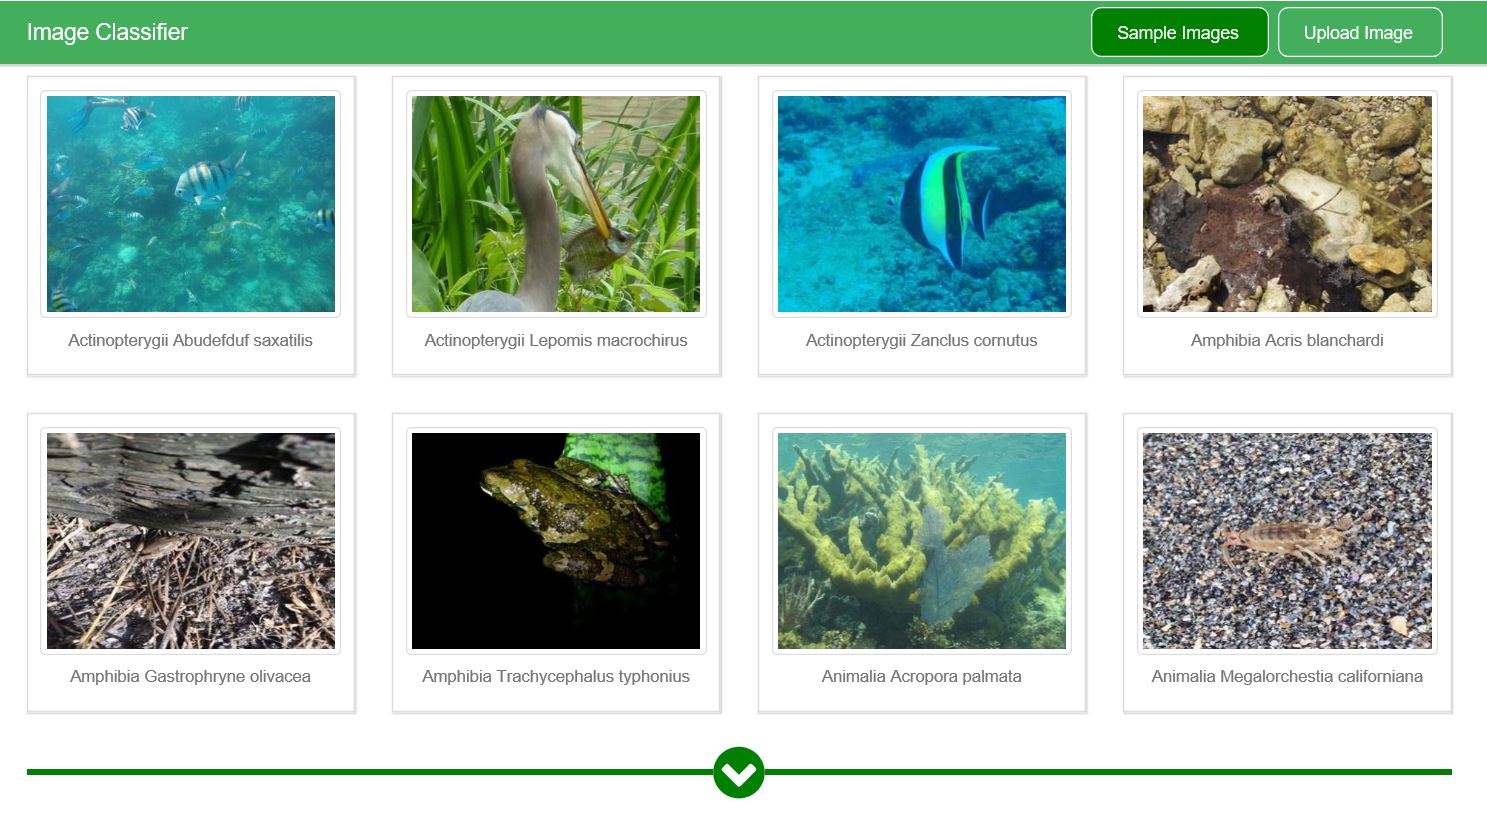 Image Classifier
Sample Images
Upload Image
Actinopterygii Abudefduf saxatilis
Actinopterygii Lepomis macrochirus
Actinopterygii Zanclus cornutus
Amphibia Acris blanchardi
Amphibia Gastrophryne olivacea
Amphibia Trachycephalus typhonius
Animalia Acropora palmata
Animalia Megalorchestia californiana